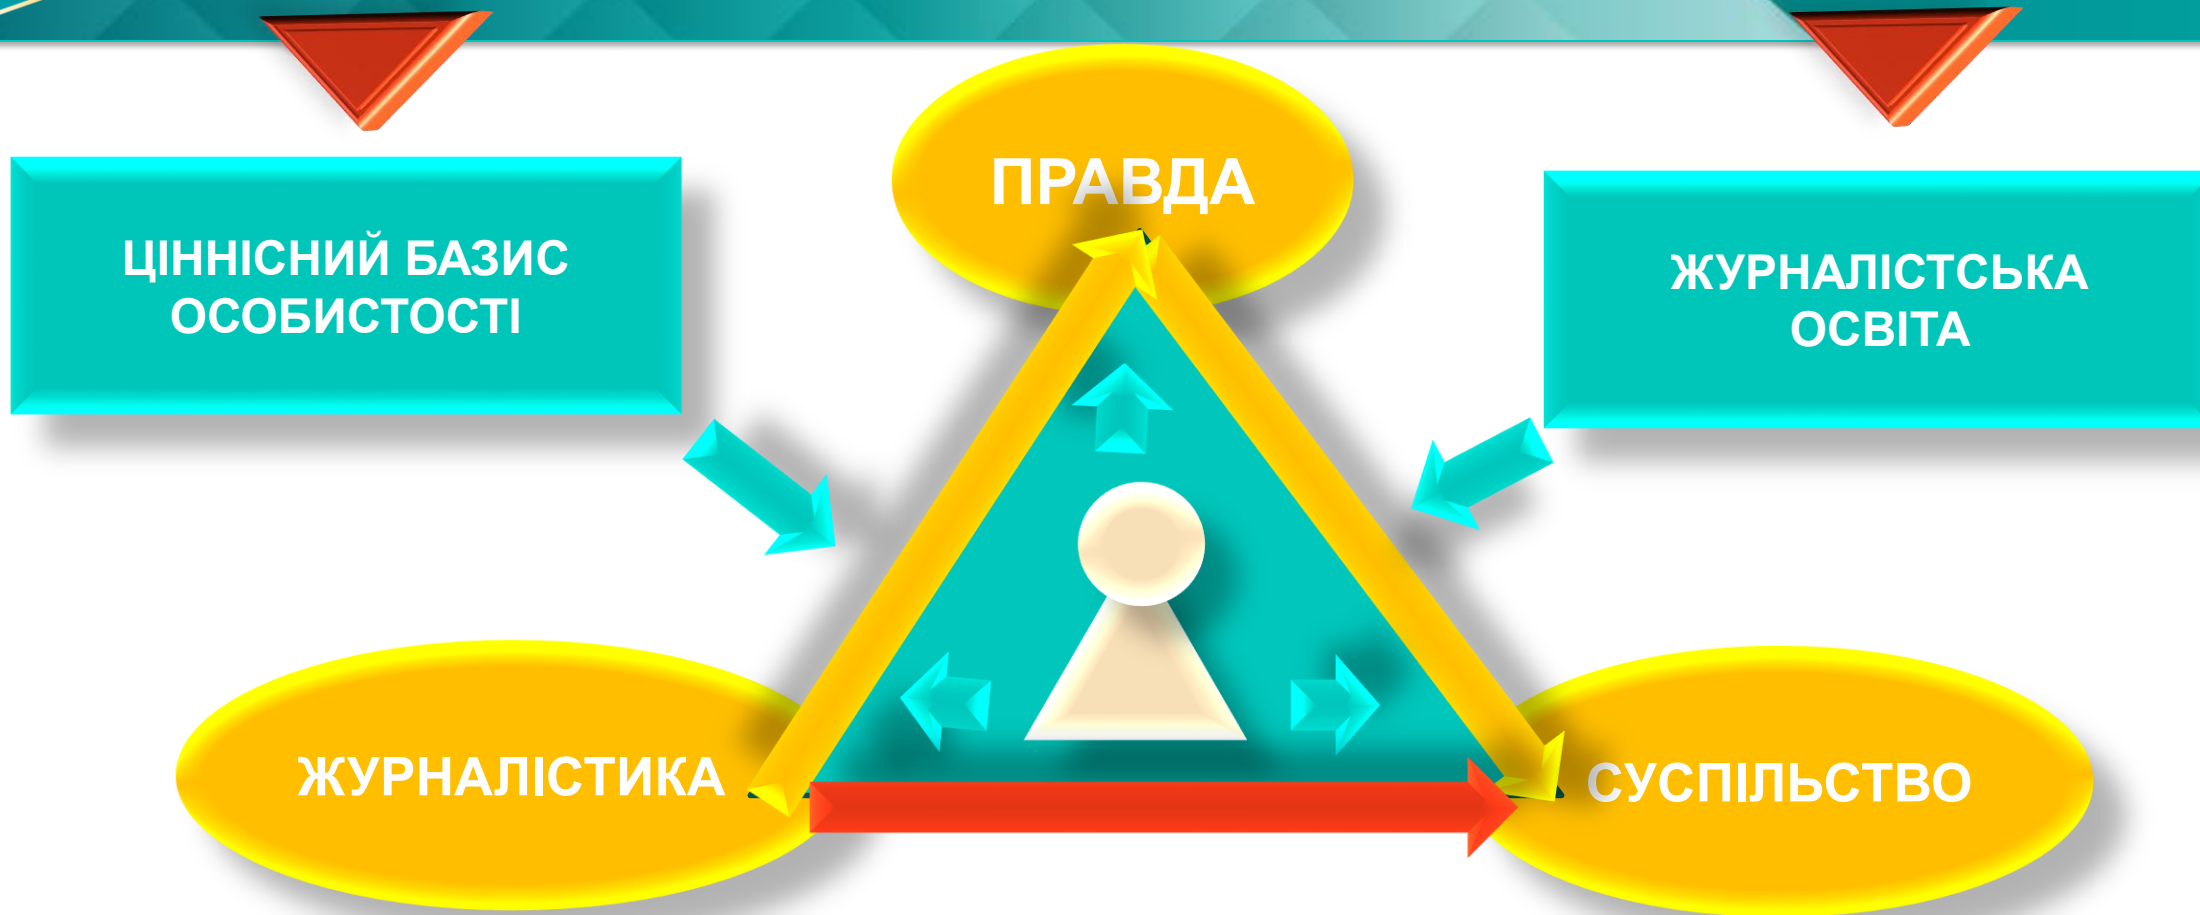 ПРАВДА
ЦІННІСНИЙ БАЗИС
ОСОБИСТОСТІ
ЖУРНАЛІСТСЬКА
ОСВІТА
ЖУРНАЛІСТИКА
СУСПІЛЬСТВО